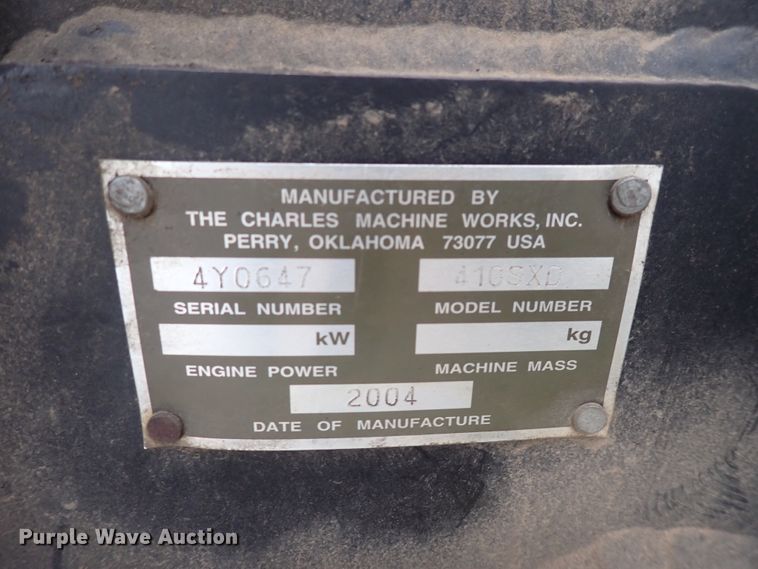 MANUFACTURED BY
THE CHARLES MACHINE WORKS, INC.
PERRY, OKLAHOMA 73077 USA
4Y0647 410SXD
SERIAL NUMBER MODEL NUMBER
kW kg
ENGINE POWER MACHINE MASS
2004
DATE OF MANUFACTURE
Purple Wave Auction